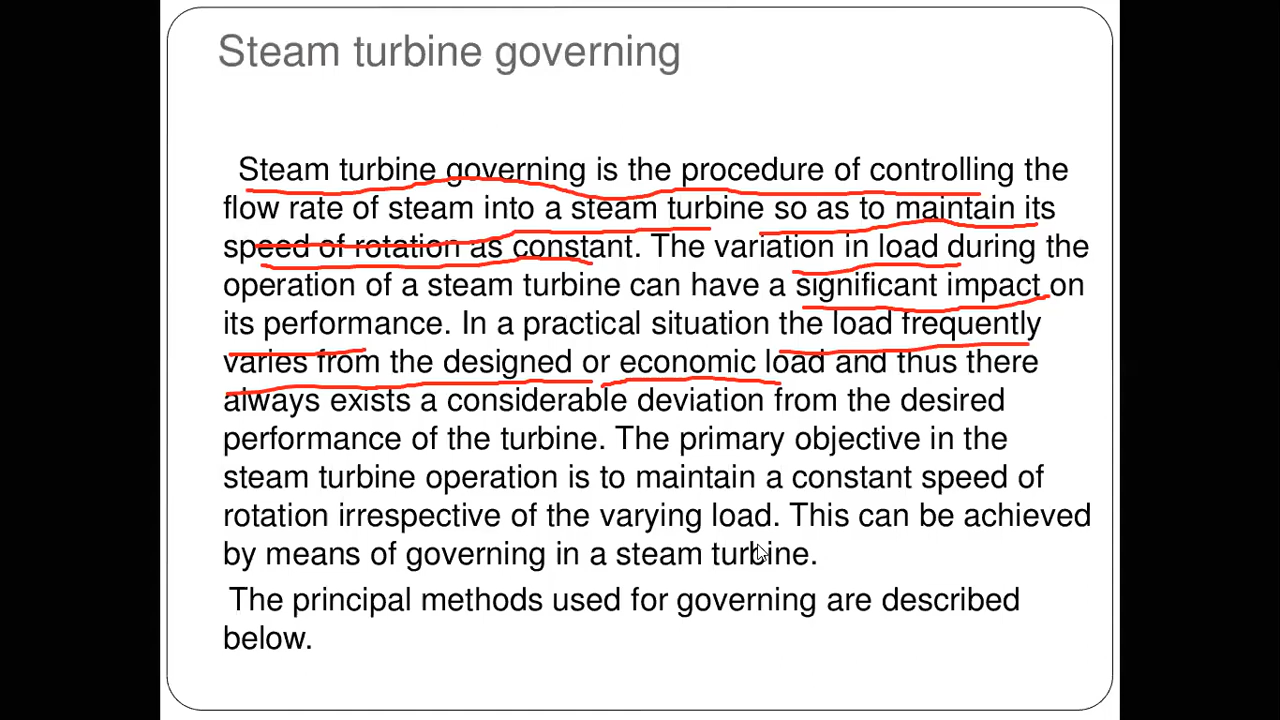 Steam turbine governing
Steam turbine governing is the procedure of controlling the
flow rate of steam into a steam turbine so as to maintain its
speed of rotation as constant. The variation in load during the
operation of a steam turbine can have a significant impact on
its performance. In a practical situation the load frequently
varies from the designed or economic load and thus there
always exists a considerable deviation from the desired
performance of the turbine. The primary objective in the
steam turbine operation is to maintain a constant speed of
rotation irrespective of the varying load. This can be achieved
by means of governing in a steam turbine.
The principal methods used for governing are described
below.